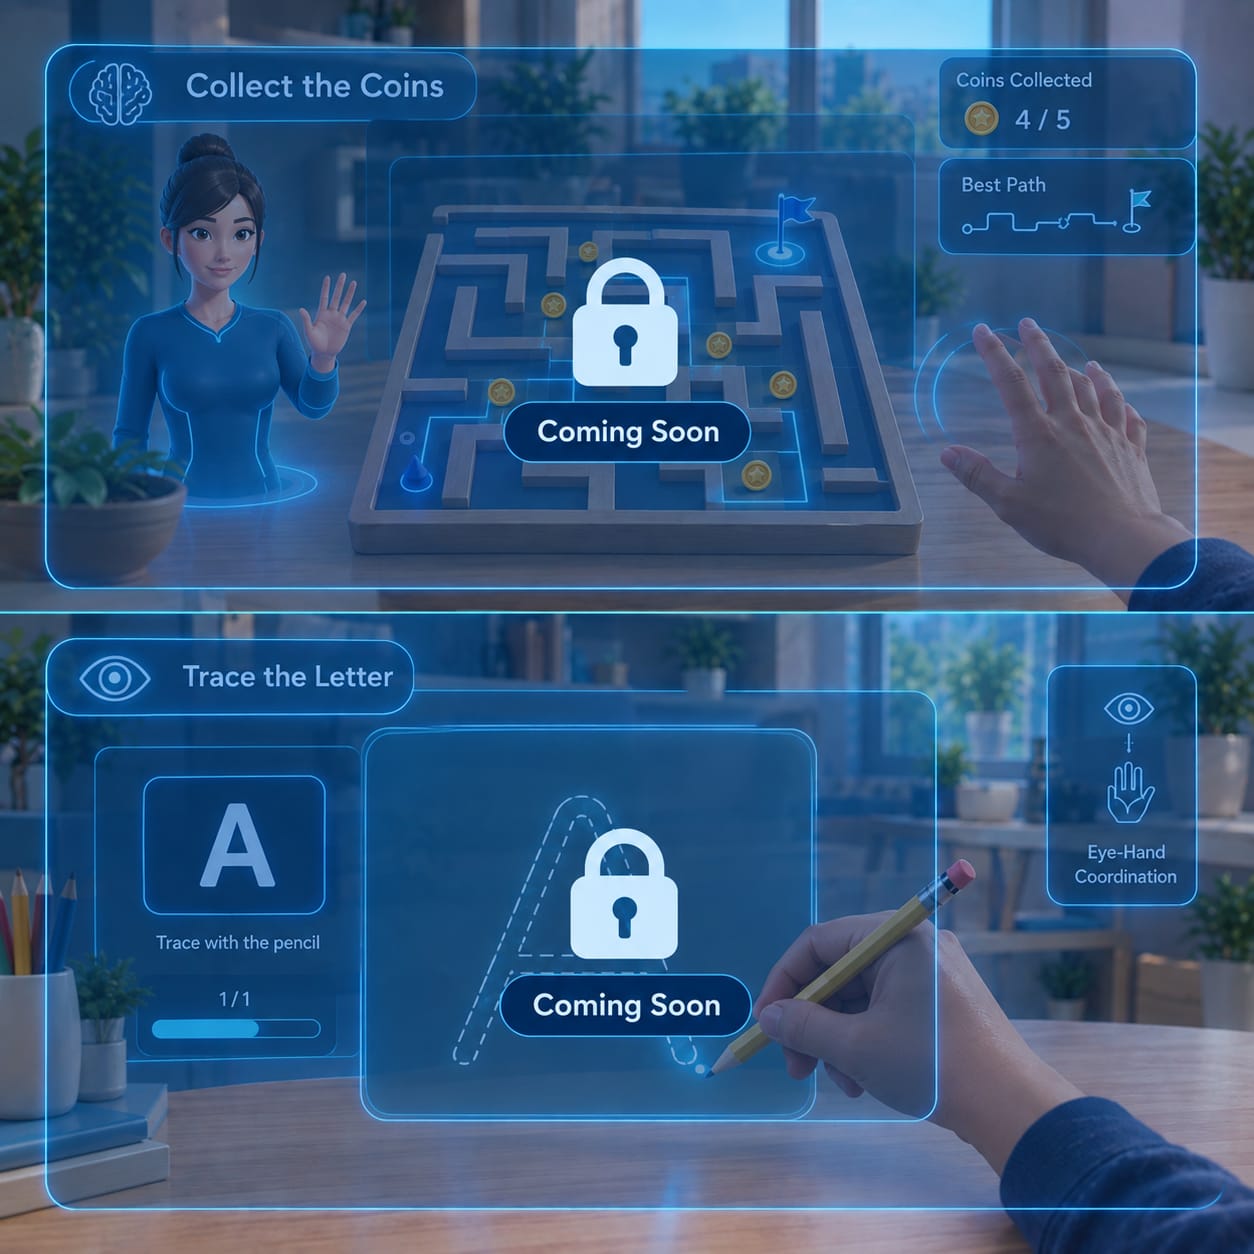 Collect the Coins
Coins Collected
4 / 5
Best Path
Coming Soon
Trace the Letter
A
Trace with the pencil
1/1
Coming Soon
Eye-Hand
Coordination